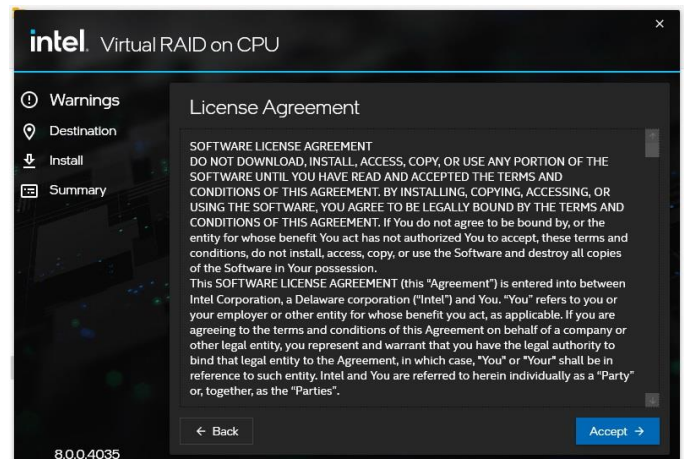 intel. Virtual RAID on CPU
Warnings
Destination
Install
Summary
8.0.0.4035
License Agreement
SOFTWARE LICENSE AGREEMENT
DO NOT DOWNLOAD, INSTALL, ACCESS, COPY, OR USE ANY PORTION OF THE
SOFTWARE UNTIL YOU HAVE READ AND ACCEPTED THE TERMS AND
CONDITIONS OF THIS AGREEMENT. BY INSTALLING, COPYING, ACCESSING, OR
USING THE SOFTWARE, YOU AGREE TO BE LEGALLY BOUND BY THE TERMS AND
CONDITIONS OF THIS AGREEMENT. If You do not agree to be bound by, or the
entity for whose benefit You act has not authorized You to accept, these terms and
conditions, do not install, access, copy, or use the Software and destroy all copies
of the Software in Your possession.
This SOFTWARE LICENSE AGREEMENT (this “Agreement”) is entered into between
Intel Corporation, a Delaware corporation (“Intel”) and You. “You” refers to you or
your employer or other entity for whose benefit you act, as applicable. If you are
agreeing to the terms and conditions of this Agreement on behalf of a company or
other legal entity, you represent and warrant that you have the legal authority to
bind that legal entity to the Agreement, in which case, "You" or "Your" shall be in
reference to such entity. Intel and You are referred to herein individually as a “Party”
or, together, as the “Parties”.
Back
Accept